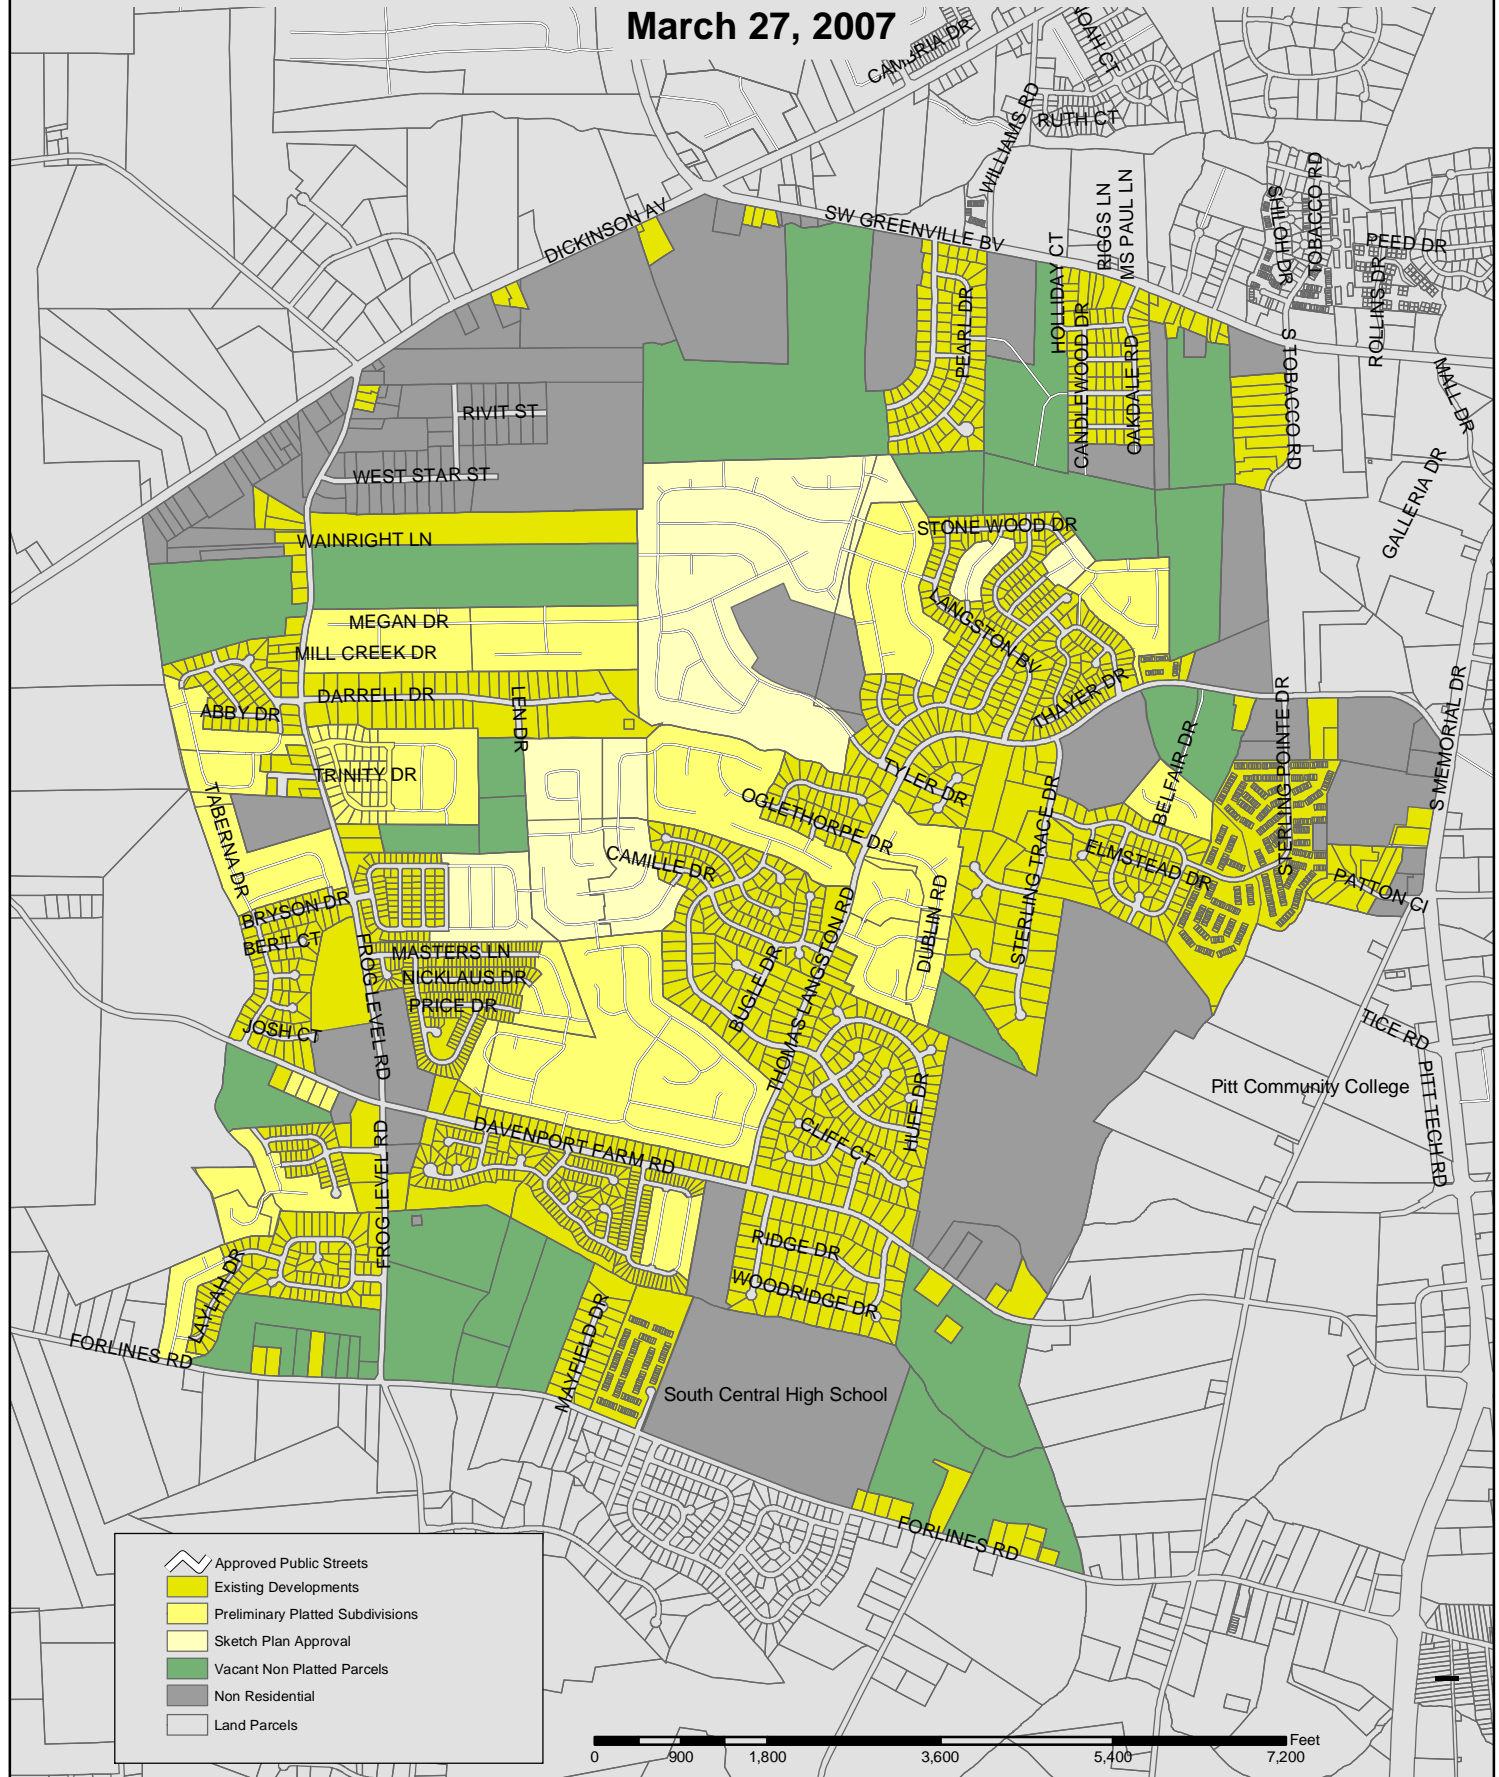 March 27, 2007
CAMBRIA DR
NOAH CT
WILLIAMS RD
RUTH CT
DICKINSON AV
SW GREENVILLE BV
HOLLIDAY CT
RIGGS LN
MS PAUL LN
SHILOH DR
TOBACCO RD
PEED DR
ROLLINS DR
PEARL DR
CANDLEWOOD DR
OAKDALE RD
S TOBACCO RD
MALL DR
RIVIT ST
WEST STAR ST
GALLERIA DR
WAINRIGHT LN
STONE WOOD DR
MEGAN DR
LANGSTON BV
MILL CREEK DR
DARRELL DR
LEN DR
ABBY DR
THAYER DR
STERLING POINTE DR
S MEMORIAL DR
BELFAIR DR
TRINITY DR
TYLER DR
OGLETHORPE DR
TABERNA DR
STERLING TRACE DR
CAMILLE DR
ELMSTEAD DR
PATTON CI
BRYSON DR
BERT CT
DUBLIN RD
MASTERS LN
NICKLAUS DR
PRICE DR
FROG LEVEL RD
BUGLE DR
THOMAS LANGSTON RD
JOSH CT
TICE RD
HUFF DR
Pitt Community College
PITT TECH RD
DAVENPORT FARM RD
CLIFF CT
FROG LEVEL RD
RIDGE DR
WOODRIDGE DR
LAYLAH DR
FORLINES RD
MAYFIELD DR
South Central High School
FORLINES RD
Approved Public Streets
Existing Developments
Preliminary Platted Subdivisions
Sketch Plan Approval
Vacant Non Platted Parcels
Non Residential
Land Parcels
Feet
0 900 1,800 3,600 5,400 7,200